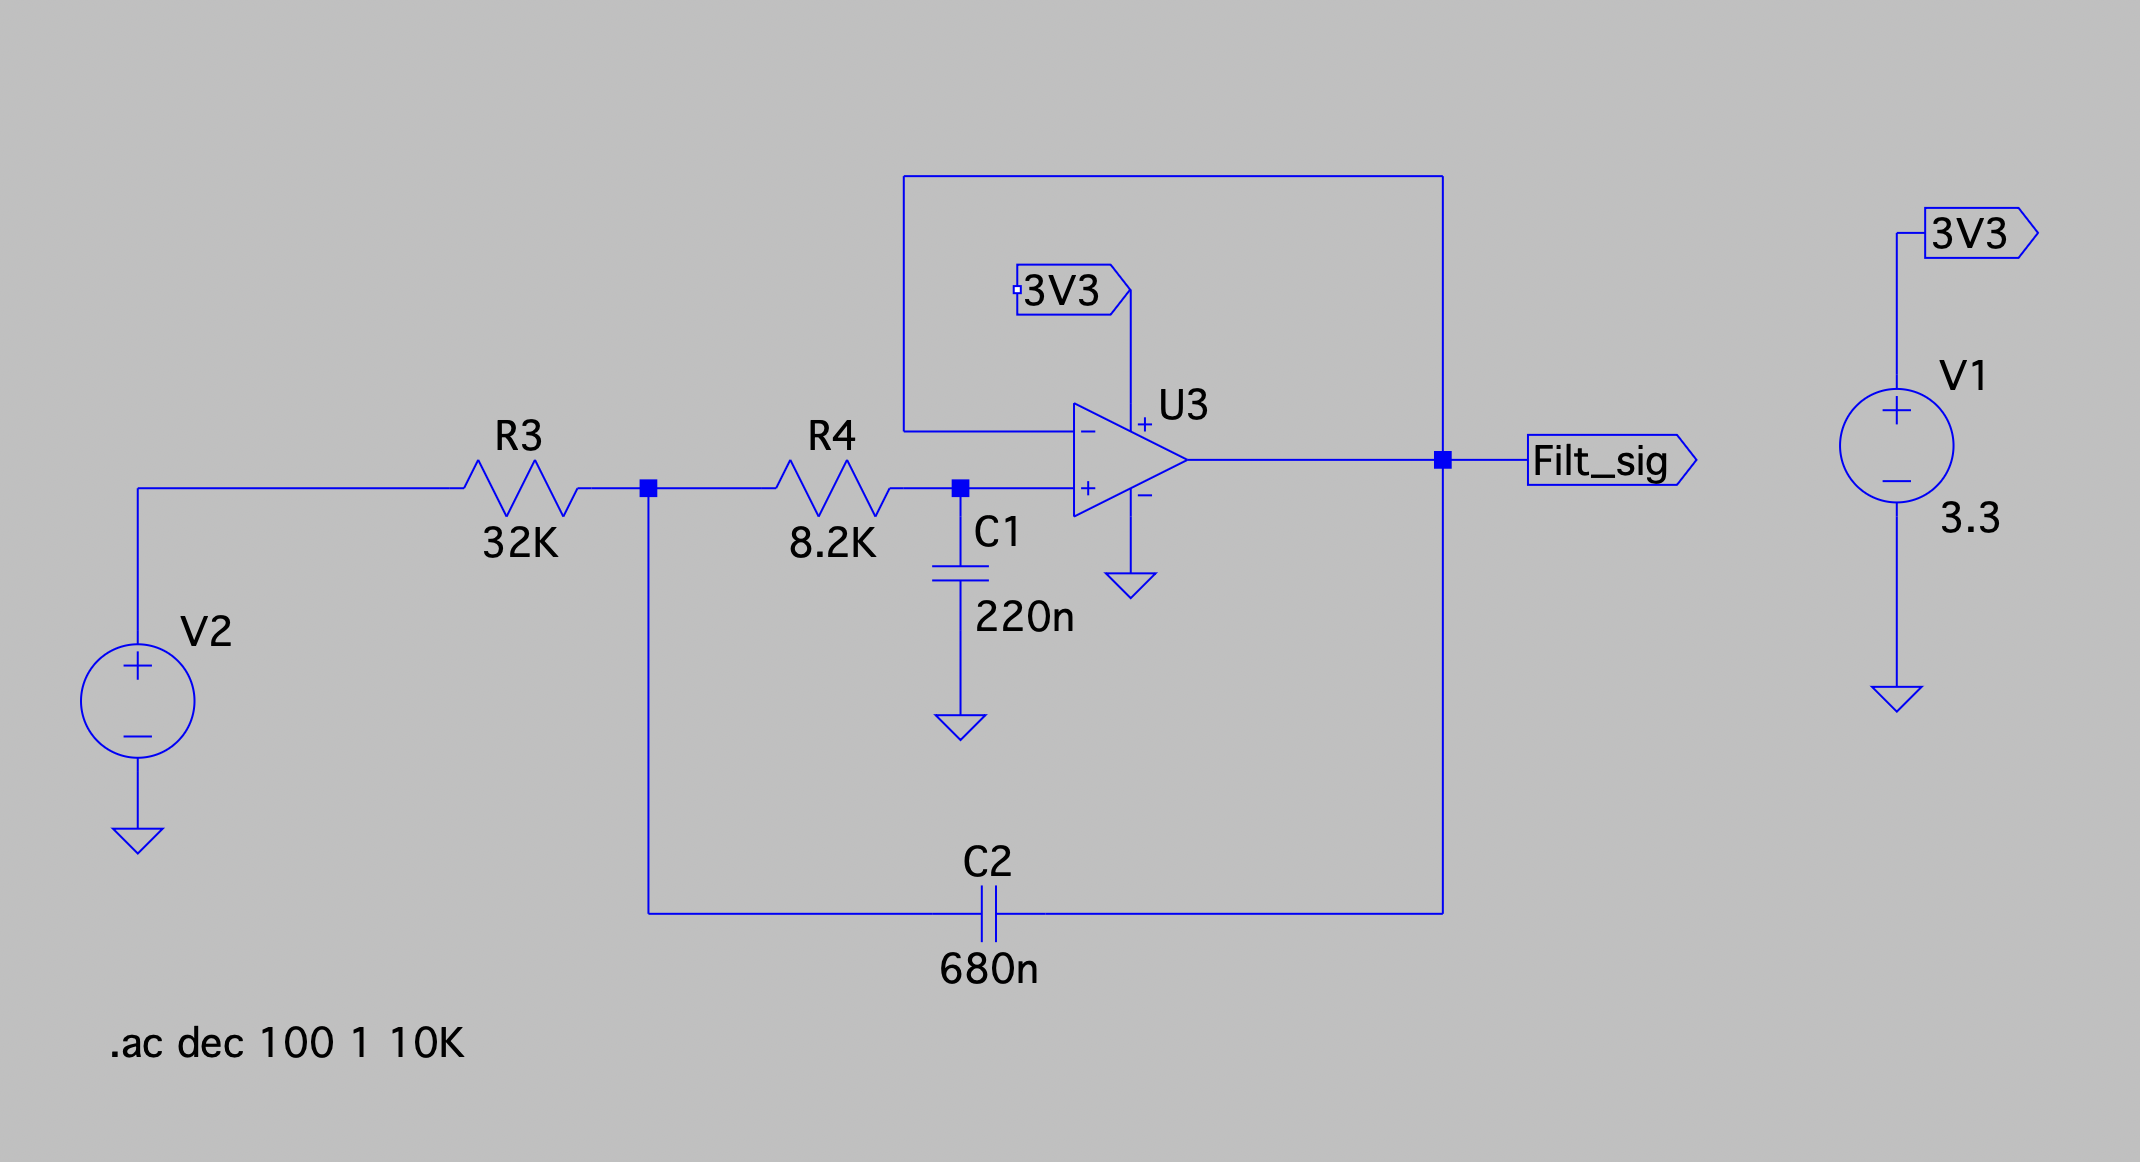 3V3
3V3
V1
U3
R3
R4
Filt_sig
C1
3.3
32K
8.2K
220n
V2
C2
680n
.ac dec 100 1 10K